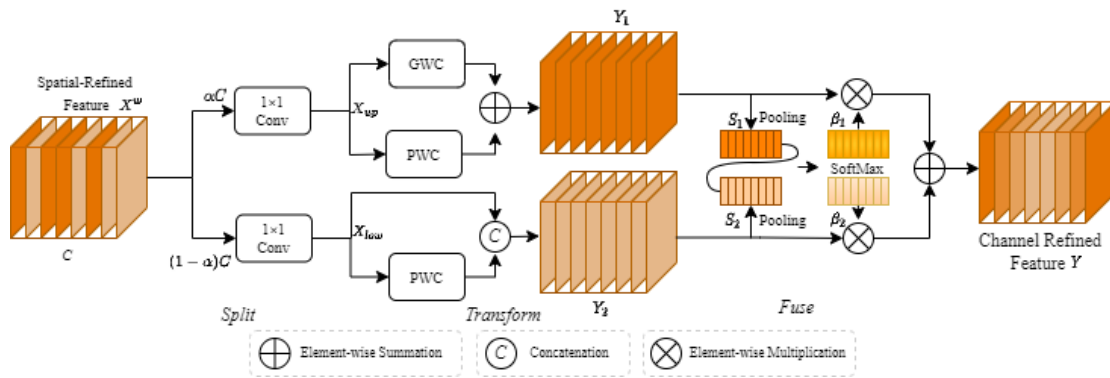 Spatial-Refined
Feature X^w
C
αC
(1 − α)C
1×1
Conv
1×1
Conv
X_up
X_low
GWC
PWC
PWC
C
Y_1
Y_2
S_1 Pooling
S_2 Pooling
β_1
SoftMax
β_2
Channel Refined
Feature Y
Split
Transform
Fuse
Element-wise Summation
C Concatenation
Element-wise Multiplication